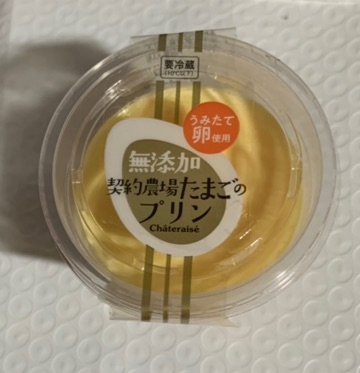 要冷蔵
うみたて
卵使用
無添加
契約農場たまごの
プリン
Châteraisé